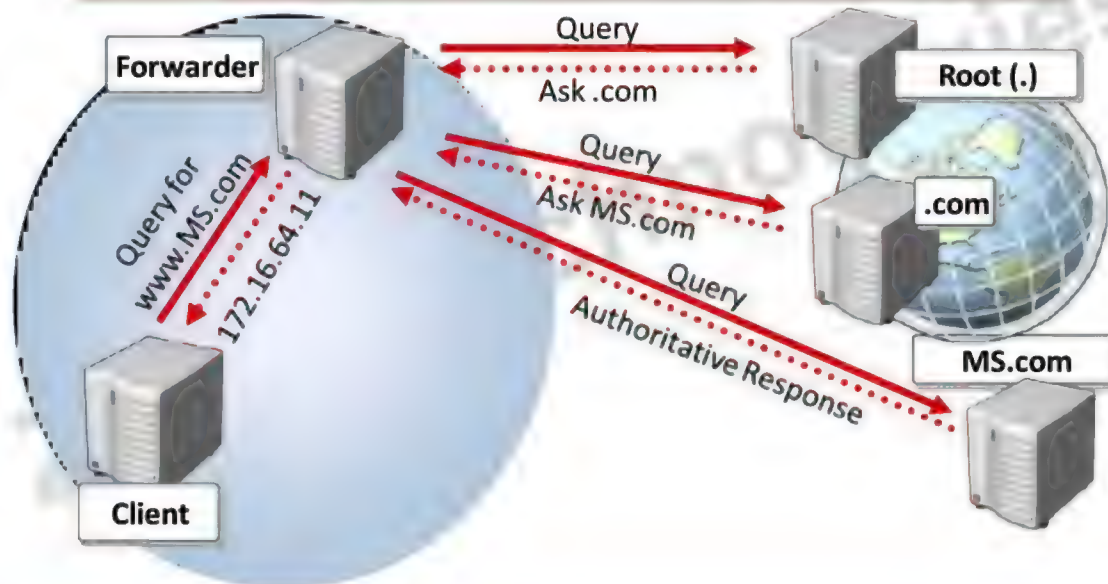 Forwarder
Query
Ask .com
Root (.)
Query
Ask MS.com
.com
Query for
www.MS.com
172.16.64.11
Query
Authoritative Response
MS.com
Client